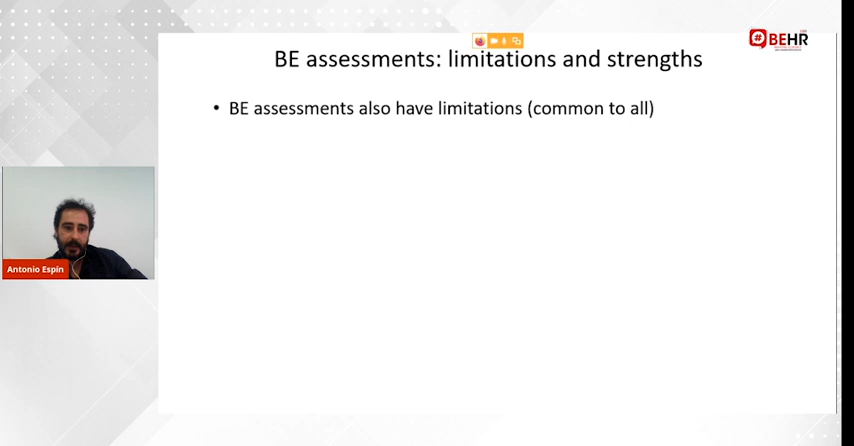 BEHR
BE assessments: limitations and strengths
• BE assessments also have limitations (common to all)
Antonio Espín